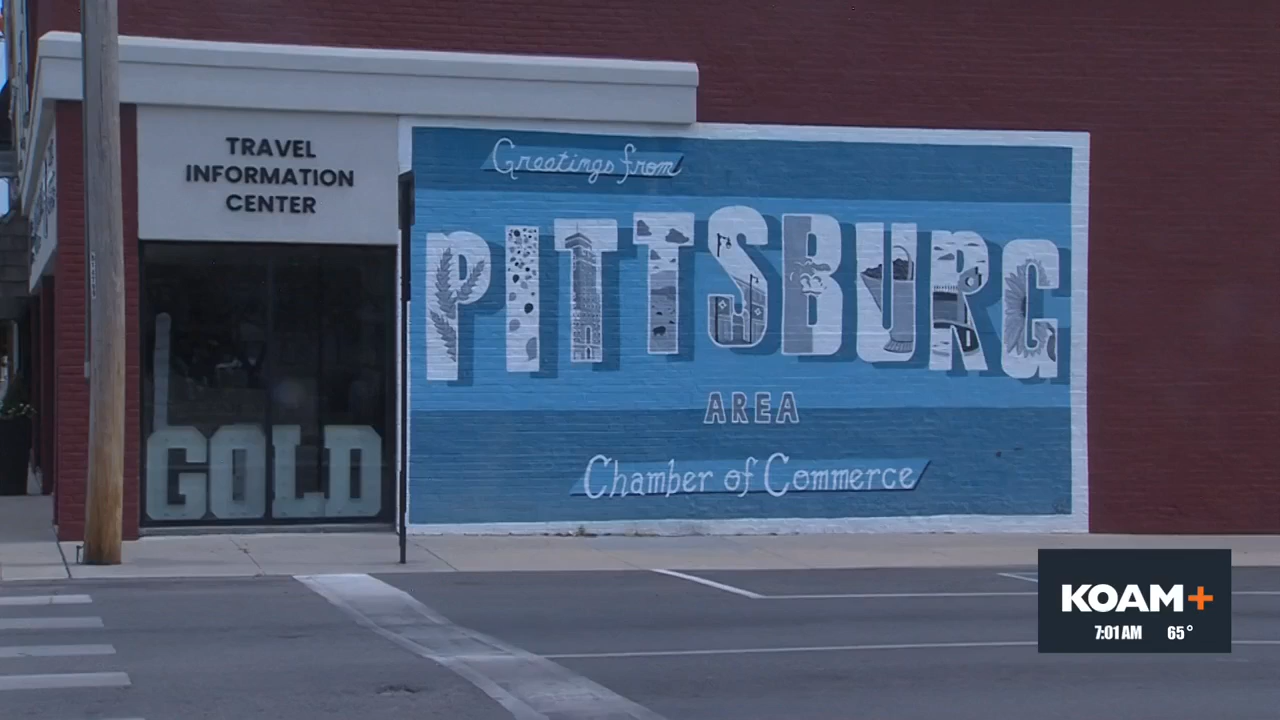 TRAVEL
INFORMATION
CENTER
GOLD
Greetings from
PITTSBURG
AREA
Chamber of Commerce
KOAM+
7:01 AM 65°